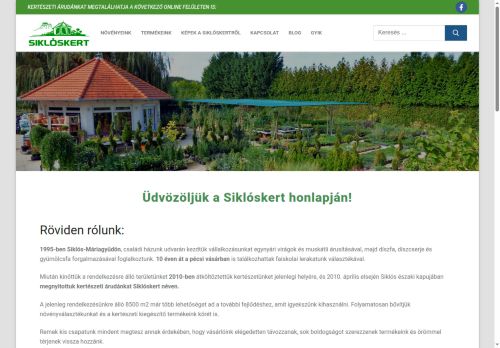 KERTÉSZETI ÁRUDÁNKAT MEGTALÁLHATJA A KÖVETKEZŐ ONLINE FELÜLETEN IS:
SIKLÓSKERT
NÖVÉNYEINK TERMÉKEINK KÉPEK A SIKLÓSKERTRŐL KAPCSOLAT BLOG GYIK
Keresés ...
Üdvözöljük a Siklóskert honlapján!
Röviden rólunk:
1995-ben Siklós-Máriagyűdön, családi házunk udvarán kezdtük vállalkozásunkat egynyári virágok és muskátli árusításával, majd díszfa, díszcserje és
gyümölcsfa forgalmazásával foglalkoztunk. 10 éven át a pécsi vásárban is találkozhattak faiskolai lerakatunk választékával.
Miután kinőttük a rendelkezésre álló területünket 2010-ben átköltöztettük kertészetünket jelenlegi helyére, és 2010. április elsején Siklós északi kapujában
megnyitottuk kertészeti árudánkat Siklóskert néven.
A jelenleg rendelkezésünkre álló 8500 m2 már több lehetőséget ad a további fejlődéshez, amit igyekszünk kihasználni. Folyamatosan bővítjük
növényválasztékunkat és a kertészeti kiegészítő termékeink körét is.
Remek kis csapatunk mindent megtesz annak érdekében, hogy vásárlóink elégedetten távozzanak, sok boldogságot szerezzenek termékeink és örömmel
térjenek vissza hozzánk.